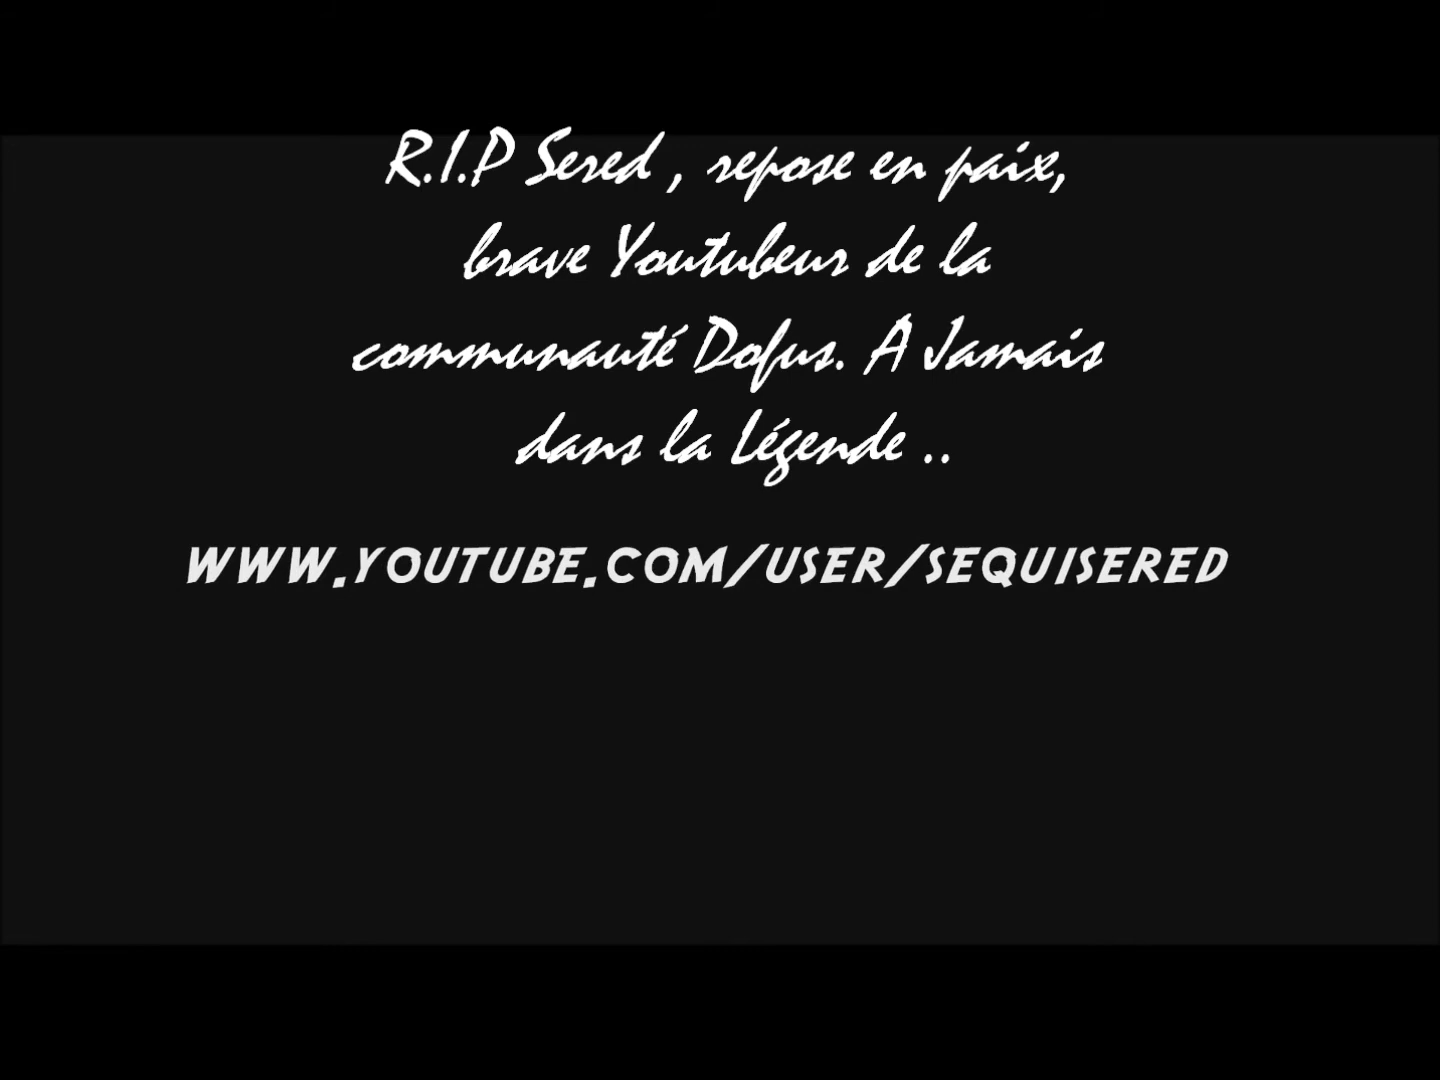 R.I.P Sered , repose en paix,
brave Youtubeur de la
communauté Dofus. A Jamais
dans la Légende ..
WWW.YOUTUBE.COM/USER/SEQUISERED